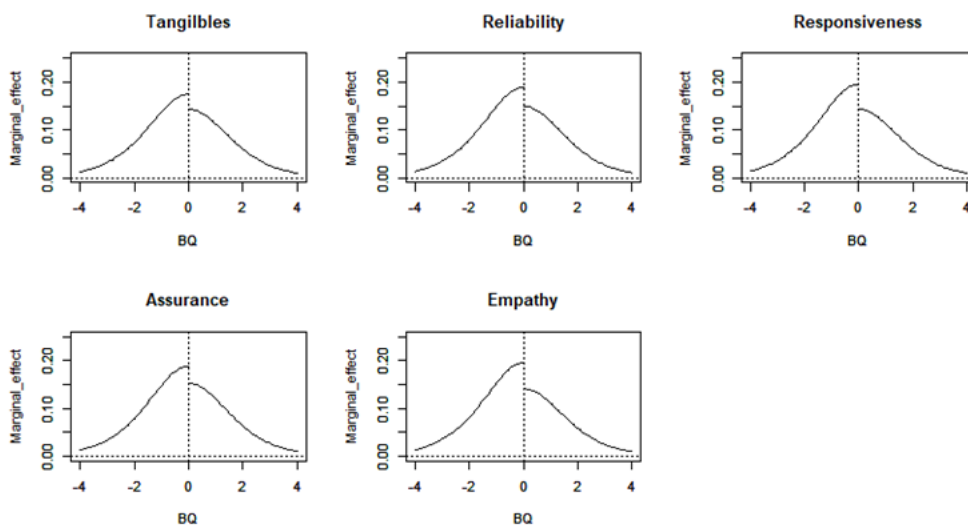 Tangilbles
Marginal_effect
0.00 0.10 0.20
-4 -2 0 2 4
BQ
Reliability
Marginal_effect
0.00 0.10 0.20
-4 -2 0 2 4
BQ
Responsiveness
Marginal_effect
0.00 0.10 0.20
-4 -2 0 2 4
BQ
Assurance
Marginal_effect
0.00 0.10 0.20
-4 -2 0 2 4
BQ
Empathy
Marginal_effect
0.00 0.10 0.20
-4 -2 0 2 4
BQ